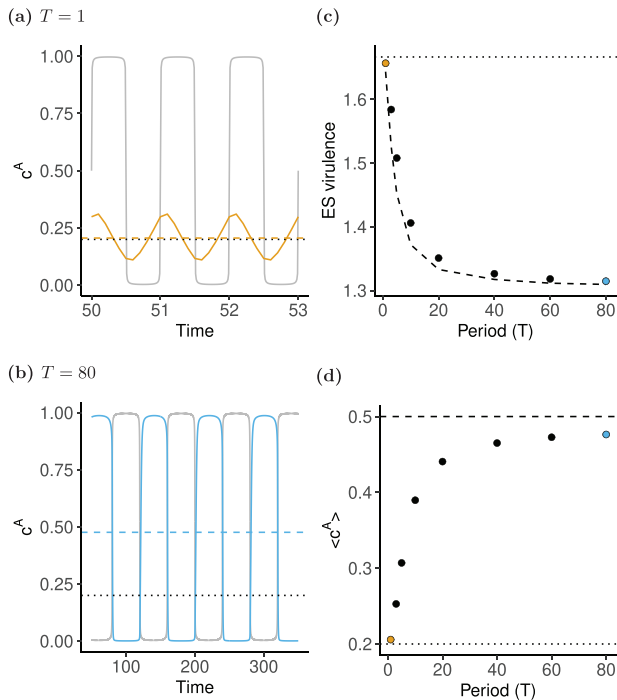 (a) T = 1
1.00
0.75
0.50
0.25
0.00
c^A
50 51 52 53
Time
(c)
1.6
1.5
1.4
1.3
ES virulence
0 20 40 60 80
Period (T)
(b) T = 80
1.00
0.75
0.50
0.25
0.00
c^A
100 200 300
Time
(d)
0.5
0.4
0.3
0.2
<c^A>
0 20 40 60 80
Period (T)